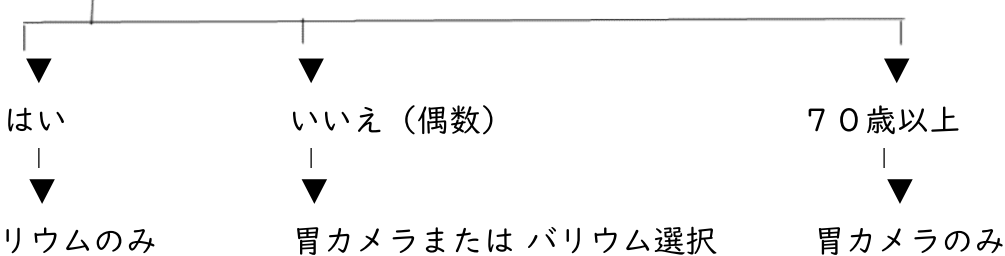 はい
いいえ（偶数）
７０歳以上
リウムのみ
胃カメラまたは バリウム選択
胃カメラのみ